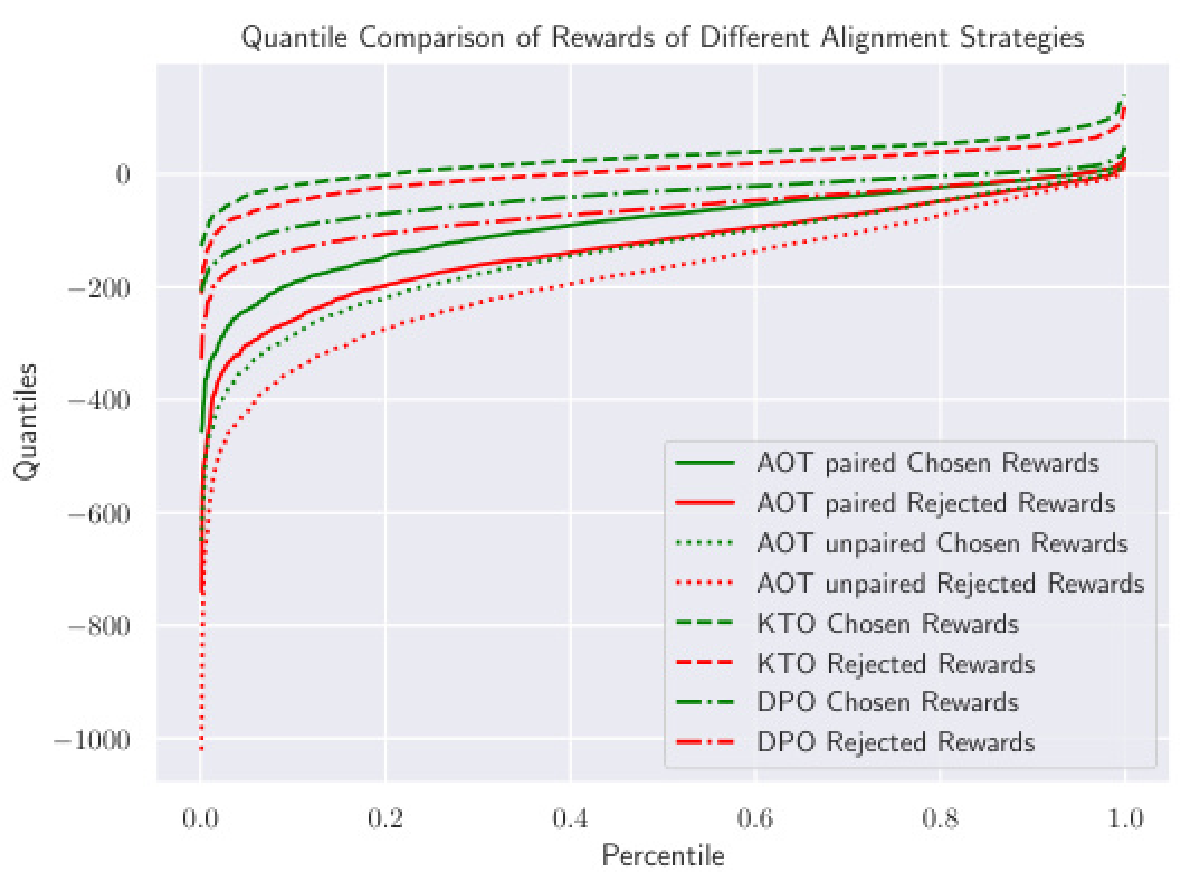 Quantile Comparison of Rewards of Different Alignment Strategies
Quantiles
0
−200
−400
−600
−800
−1000
AOT paired Chosen Rewards
AOT paired Rejected Rewards
AOT unpaired Chosen Rewards
AOT unpaired Rejected Rewards
KTO Chosen Rewards
KTO Rejected Rewards
DPO Chosen Rewards
DPO Rejected Rewards
0.0 0.2 0.4 0.6 0.8 1.0
Percentile